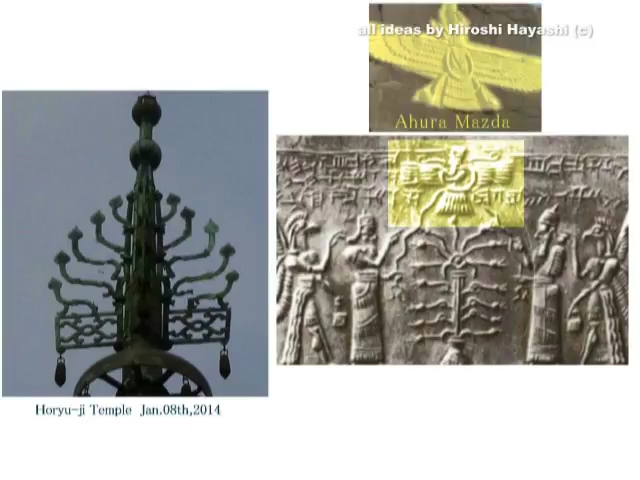 all ideas by Hiroshi Hayashi (c)
Ahura Mazda
Horyu-ji Temple Jan.08th,2014